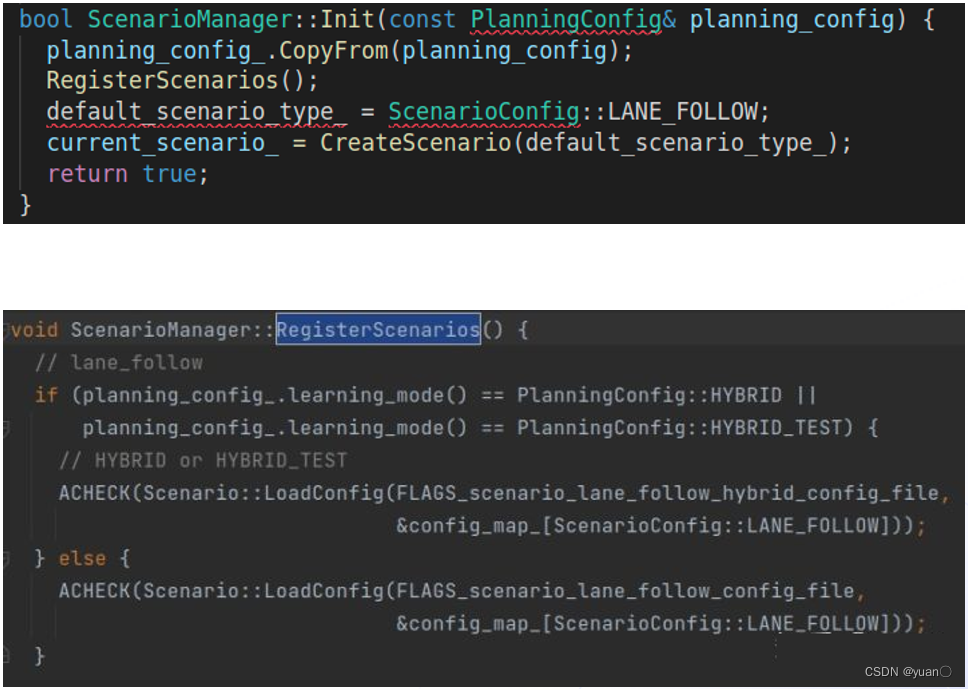 bool ScenarioManager::Init(const PlanningConfig& planning_config) {
planning_config_.CopyFrom(planning_config);
RegisterScenarios();
default_scenario_type_ = ScenarioConfig::LANE_FOLLOW;
current_scenario_ = CreateScenario(default_scenario_type_);
return true;
}
void ScenarioManager::RegisterScenarios() {
// lane_follow
if (planning_config_.learning_mode() == PlanningConfig::HYBRID ||
planning_config_.learning_mode() == PlanningConfig::HYBRID_TEST) {
// HYBRID or HYBRID_TEST
ACHECK(Scenario::LoadConfig(FLAGS_scenario_lane_follow_hybrid_config_file,
&config_map_[ScenarioConfig::LANE_FOLLOW]));
} else {
ACHECK(Scenario::LoadConfig(FLAGS_scenario_lane_follow_config_file,
&config_map_[ScenarioConfig::LANE_FOLLOW]));
}
CSDN @yuan〇